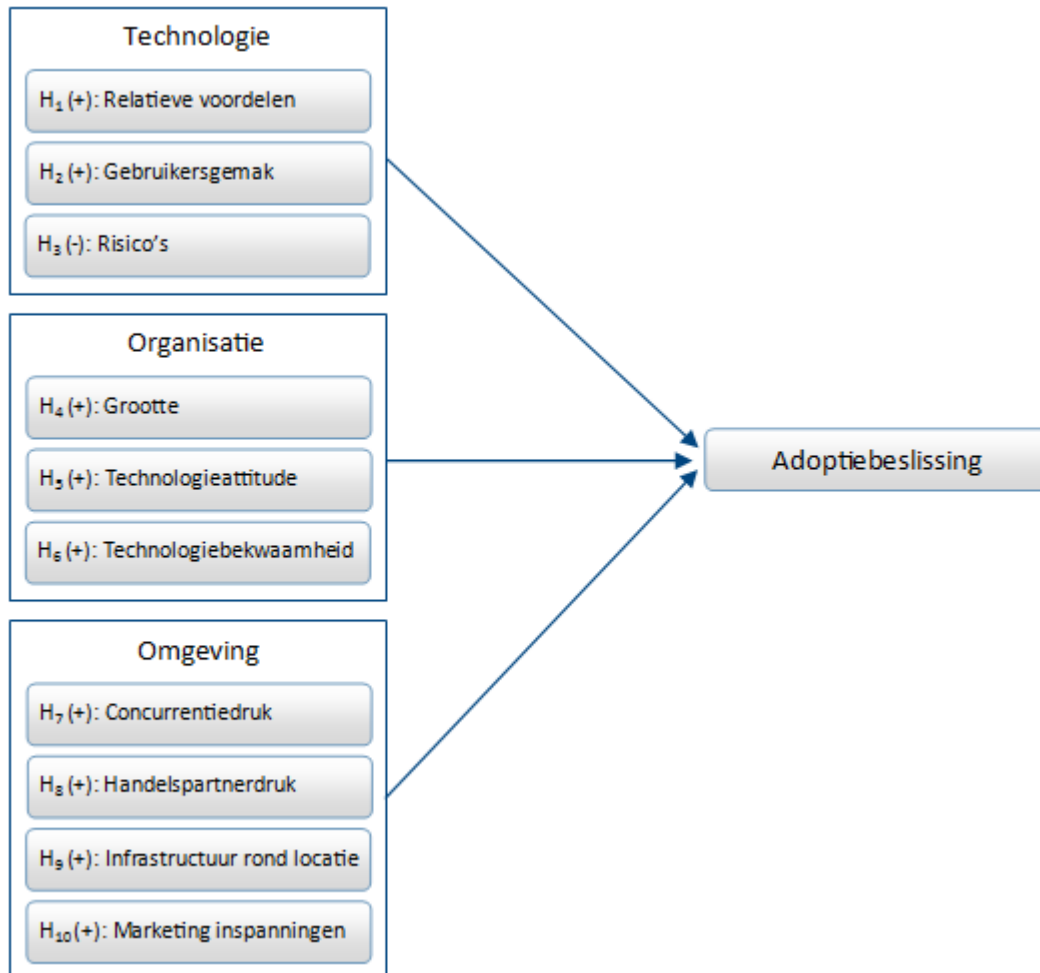 Technologie
H₁ (+): Relatieve voordelen
H₂ (+): Gebruikersgemak
H₃ (-): Risico's
Organisatie
H₄ (+): Grootte
H₅ (+): Technologieattitude
H₆ (+): Technologiebekwaamheid
Omgeving
H₇ (+): Concurrentiedruk
H₈ (+): Handelspartnerdruk
H₉ (+): Infrastructuur rond locatie
H₁₀ (+): Marketing inspanningen
Adoptiebeslissing